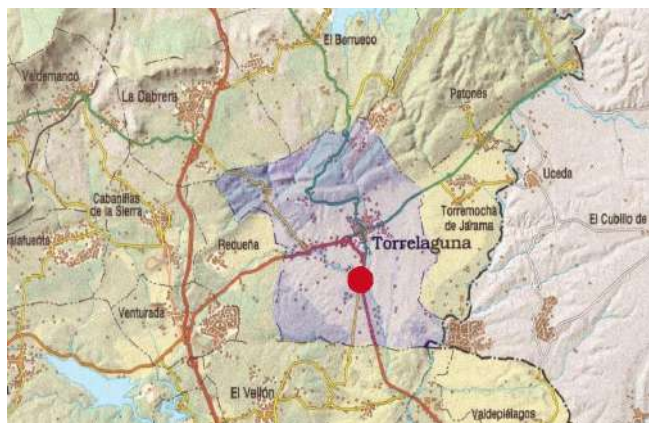 El Berrueco
Valdemanco
La Cabrera
Patones
Uceda
Cabanillas
de la Sierra
Torremocha
de Jarama
El Cubillo de
Torrelaguna
Requeña
Venturada
El Vellón
Valdepiélagos